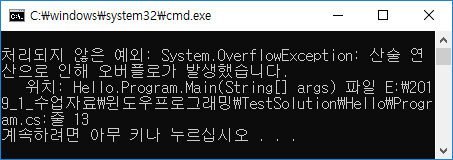 C:₩windows₩system32₩cmd.exe
처리되지 않은 예외: System.OverflowException: 산술 연
산으로 인해 오버플로가 발생했습니다.
위치: Hello.Program.Main(String[] args) 파일 E:₩201
9_1_수업자료₩윈도우프로그래밍₩TestSolution₩Hello₩Progr
am.cs:줄 13
계속하려면 아무 키나 누르십시오 . . .